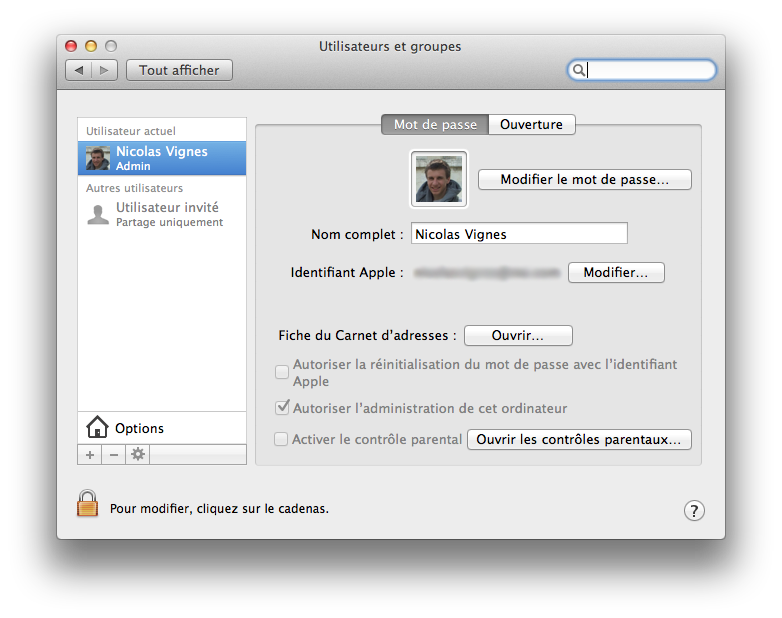 Utilisateurs et groupes
Tout afficher
Utilisateur actuel
Nicolas Vignes
Admin
Autres utilisateurs
Utilisateur invité
Partage uniquement
Options
Mot de passe
Ouverture
Modifier le mot de passe...
Nom complet :
Nicolas Vignes
Identifiant Apple :
Modifier...
Fiche du Carnet d'adresses :
Ouvrir...
Autoriser la réinitialisation du mot de passe avec l'identifiant
Apple
Autoriser l'administration de cet ordinateur
Activer le contrôle parental
Ouvrir les contrôles parentaux...
Pour modifier, cliquez sur le cadenas.
?